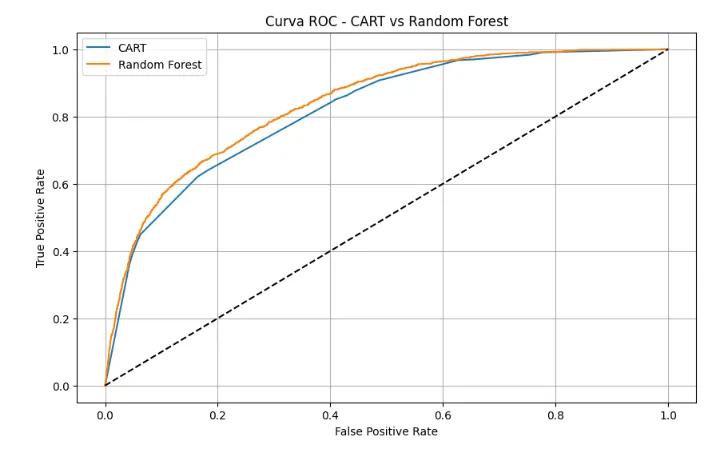 Curva ROC - CART vs Random Forest
CART
Random Forest
True Positive Rate
1.0
0.8
0.6
0.4
0.2
0.0
0.0 0.2 0.4 0.6 0.8 1.0
False Positive Rate